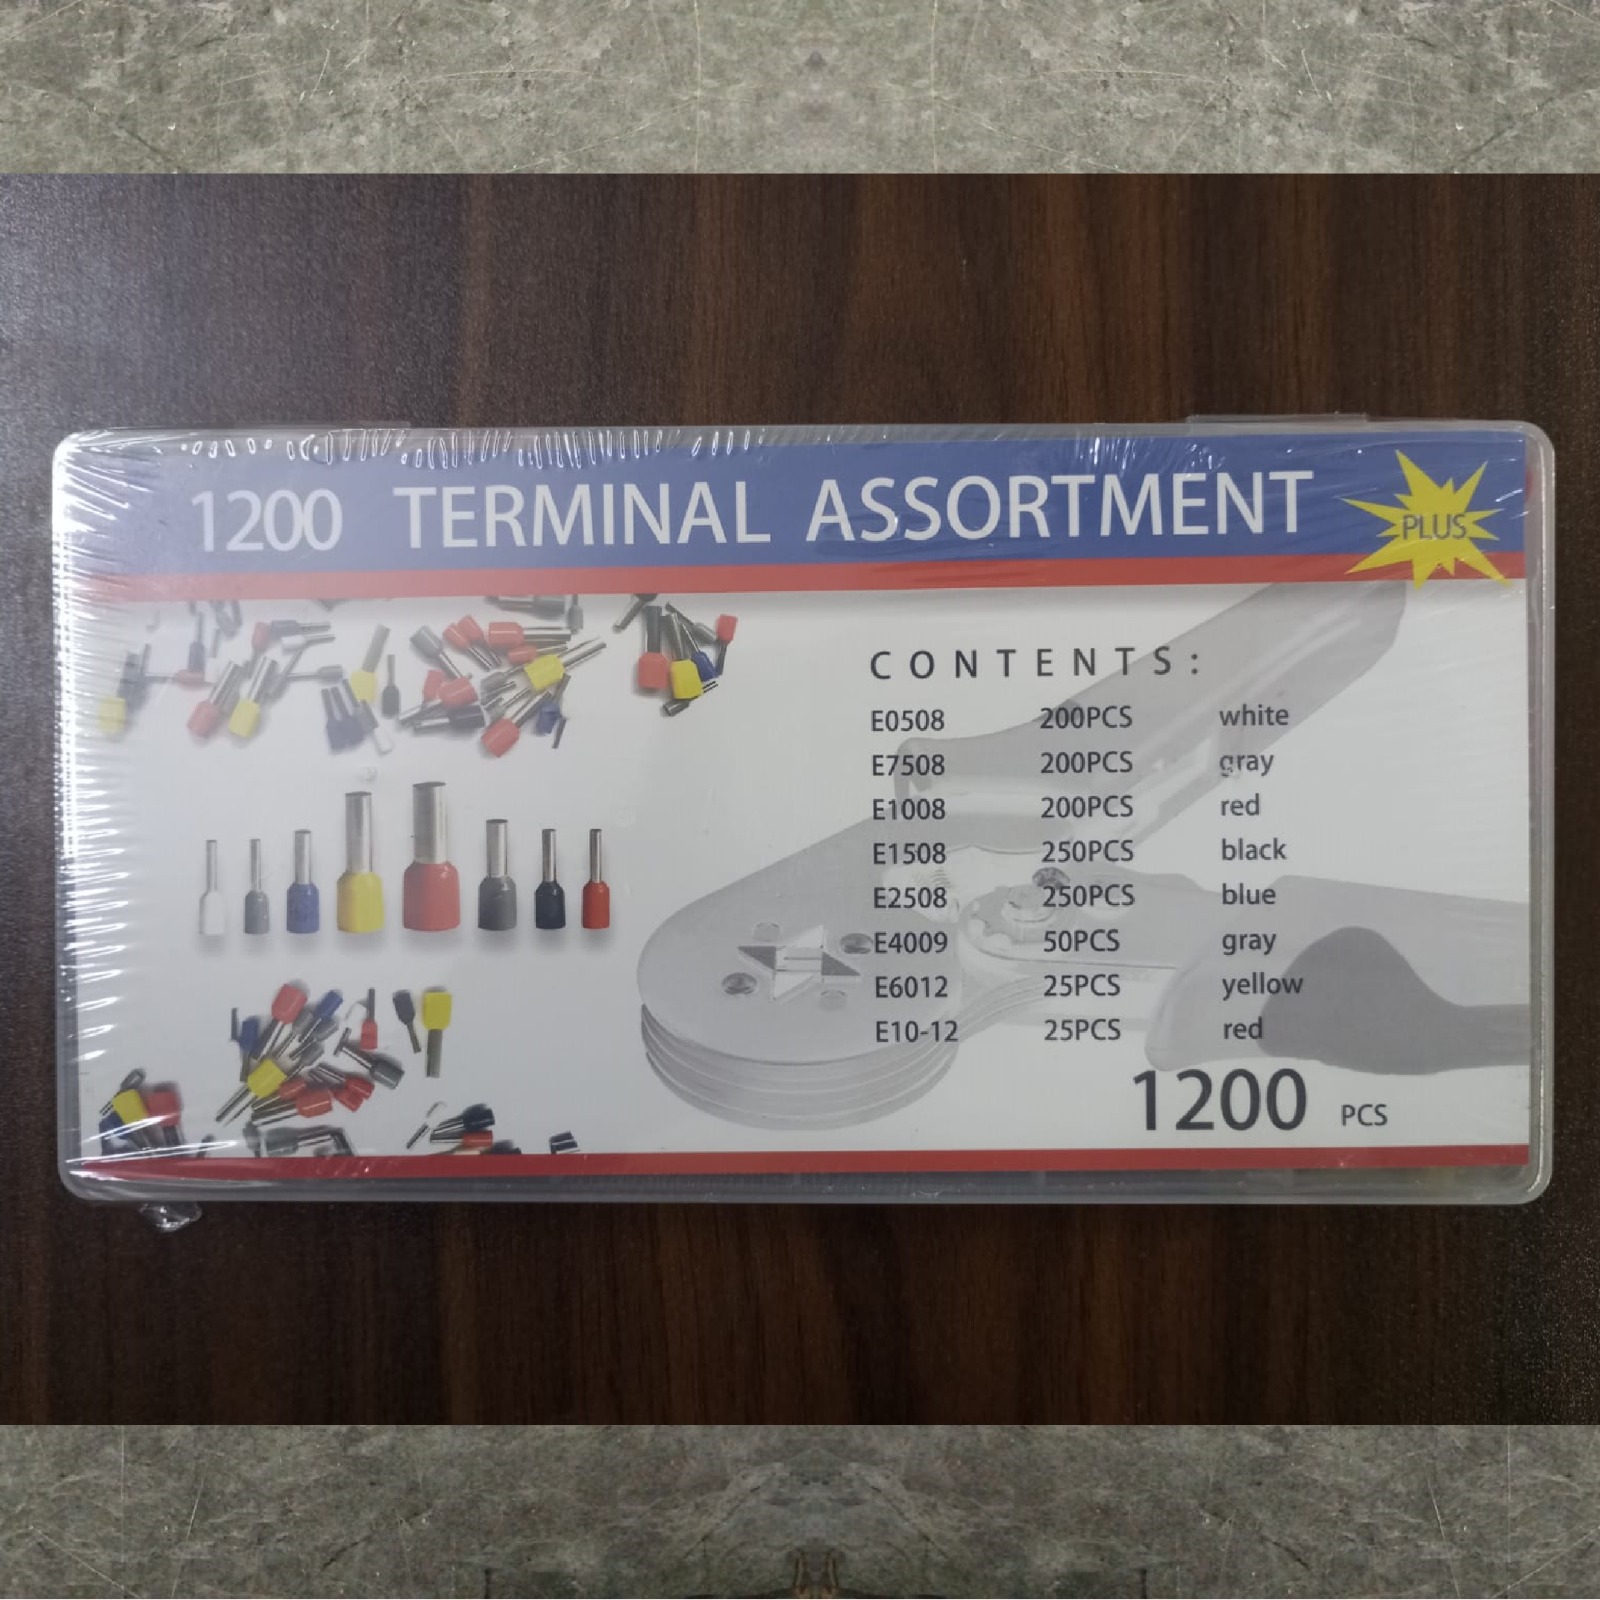 1200 TERMINAL ASSORTMENT PLUS
CONTENTS:
E0508 200PCS white
E7508 200PCS gray
E1008 200PCS red
E1508 250PCS black
E2508 250PCS blue
E4009 50PCS gray
E6012 25PCS yellow
E10-12 25PCS red
1200 PCS